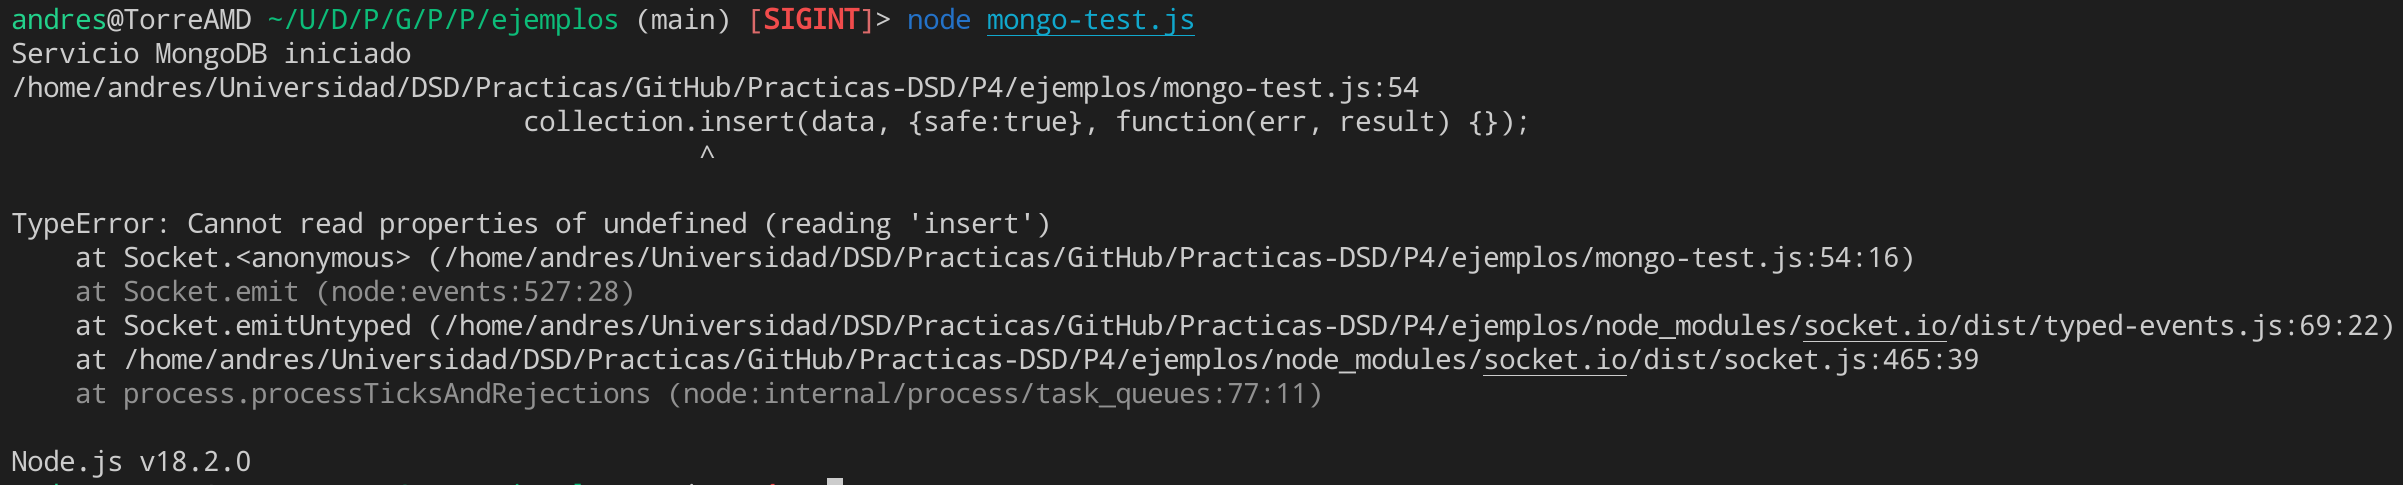 andres@TorreAMD ~/U/D/P/G/P/P/ejemplos (main) [SIGINT]> node mongo-test.js
Servicio MongoDB iniciado
/home/andres/Universidad/DSD/Practicas/GitHub/Practicas-DSD/P4/ejemplos/mongo-test.js:54
                                collection.insert(data, {safe:true}, function(err, result) {});
                                           ^

TypeError: Cannot read properties of undefined (reading 'insert')
    at Socket.<anonymous> (/home/andres/Universidad/DSD/Practicas/GitHub/Practicas-DSD/P4/ejemplos/mongo-test.js:54:16)
    at Socket.emit (node:events:527:28)
    at Socket.emitUntyped (/home/andres/Universidad/DSD/Practicas/GitHub/Practicas-DSD/P4/ejemplos/node_modules/socket.io/dist/typed-events.js:69:22)
    at /home/andres/Universidad/DSD/Practicas/GitHub/Practicas-DSD/P4/ejemplos/node_modules/socket.io/dist/socket.js:465:39
    at process.processTicksAndRejections (node:internal/process/task_queues:77:11)

Node.js v18.2.0